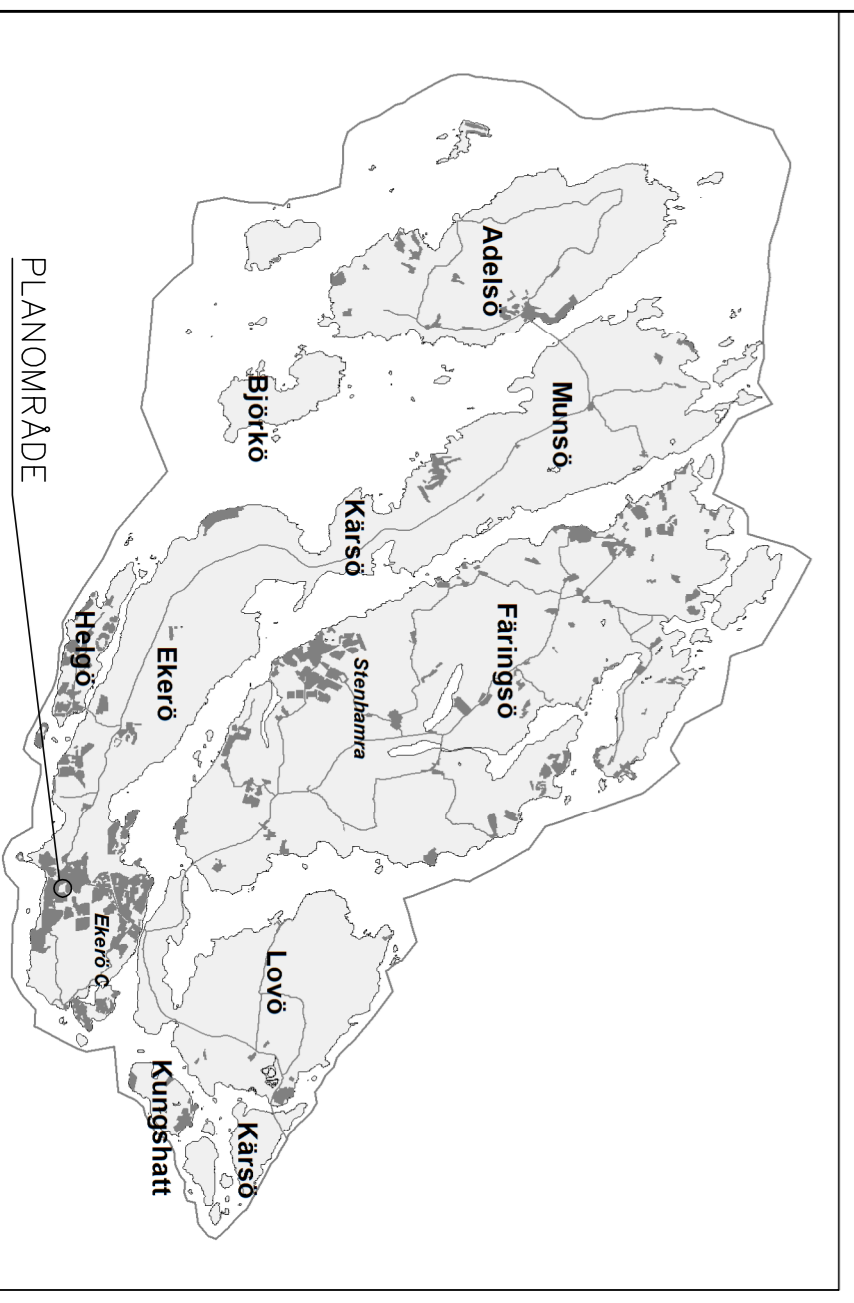 Munsö
Färingsö
Adelsö
Stenhamra
Kärsö
Lovö
Björkö
Kärsö
Ekerö
Kungshatt
Ekerö C
Helgö
PLANOMRÅDE